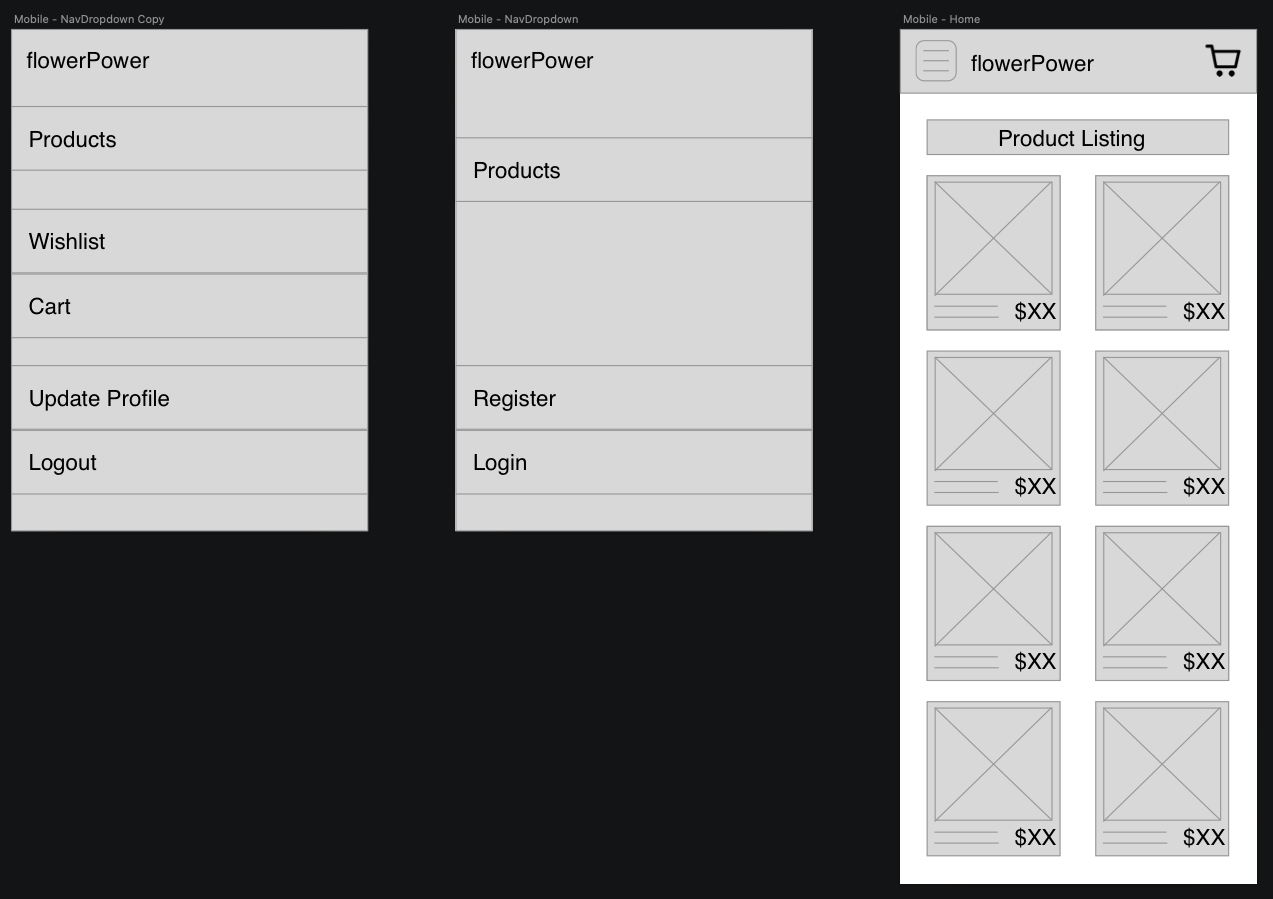 Mobile - NavDropdown Copy
flowerPower
Products
Wishlist
Cart
Update Profile
Logout
Mobile - NavDropdown
flowerPower
Products
Register
Login
Mobile - Home
flowerPower
Product Listing
$XX
$XX
$XX
$XX
$XX
$XX
$XX
$XX